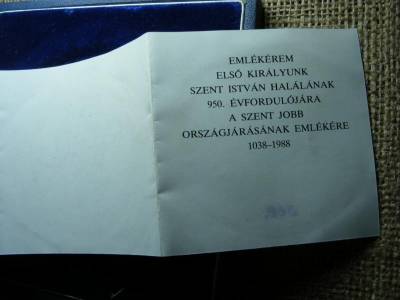 EMLÉKÉREM
ELSŐ KIRÁLYUNK
SZENT ISTVÁN HALÁLÁNAK
950. ÉVFORDULÓJÁRA
A SZENT JOBB
ORSZÁGJÁRÁSÁNAK EMLÉKÉRE
1038–1988